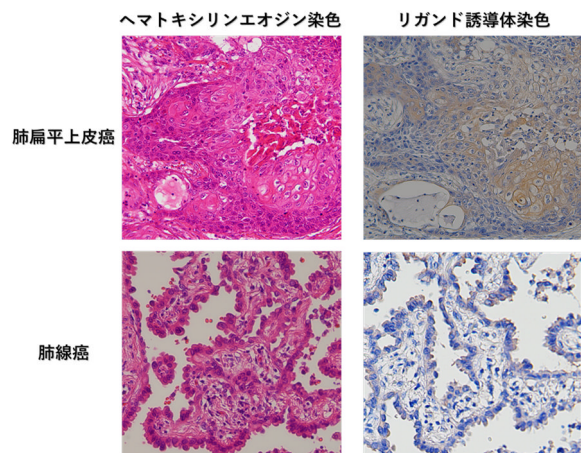 ヘマトキシリンエオジン染色
リガンド誘導体染色
肺扁平上皮癌
肺線癌